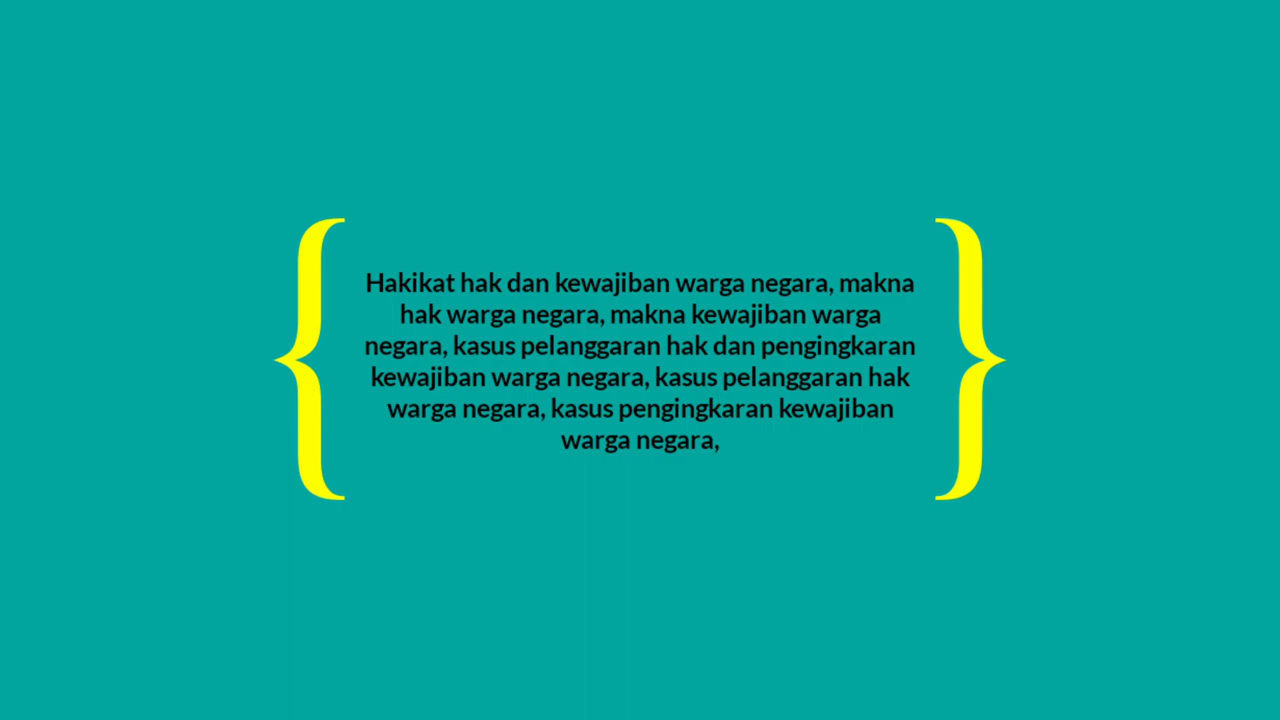 Hakikat hak dan kewajiban warga negara, makna
hak warga negara, makna kewajiban warga
negara, kasus pelanggaran hak dan pengingkaran
kewajiban warga negara, kasus pelanggaran hak
warga negara, kasus pengingkaran kewajiban
warga negara,